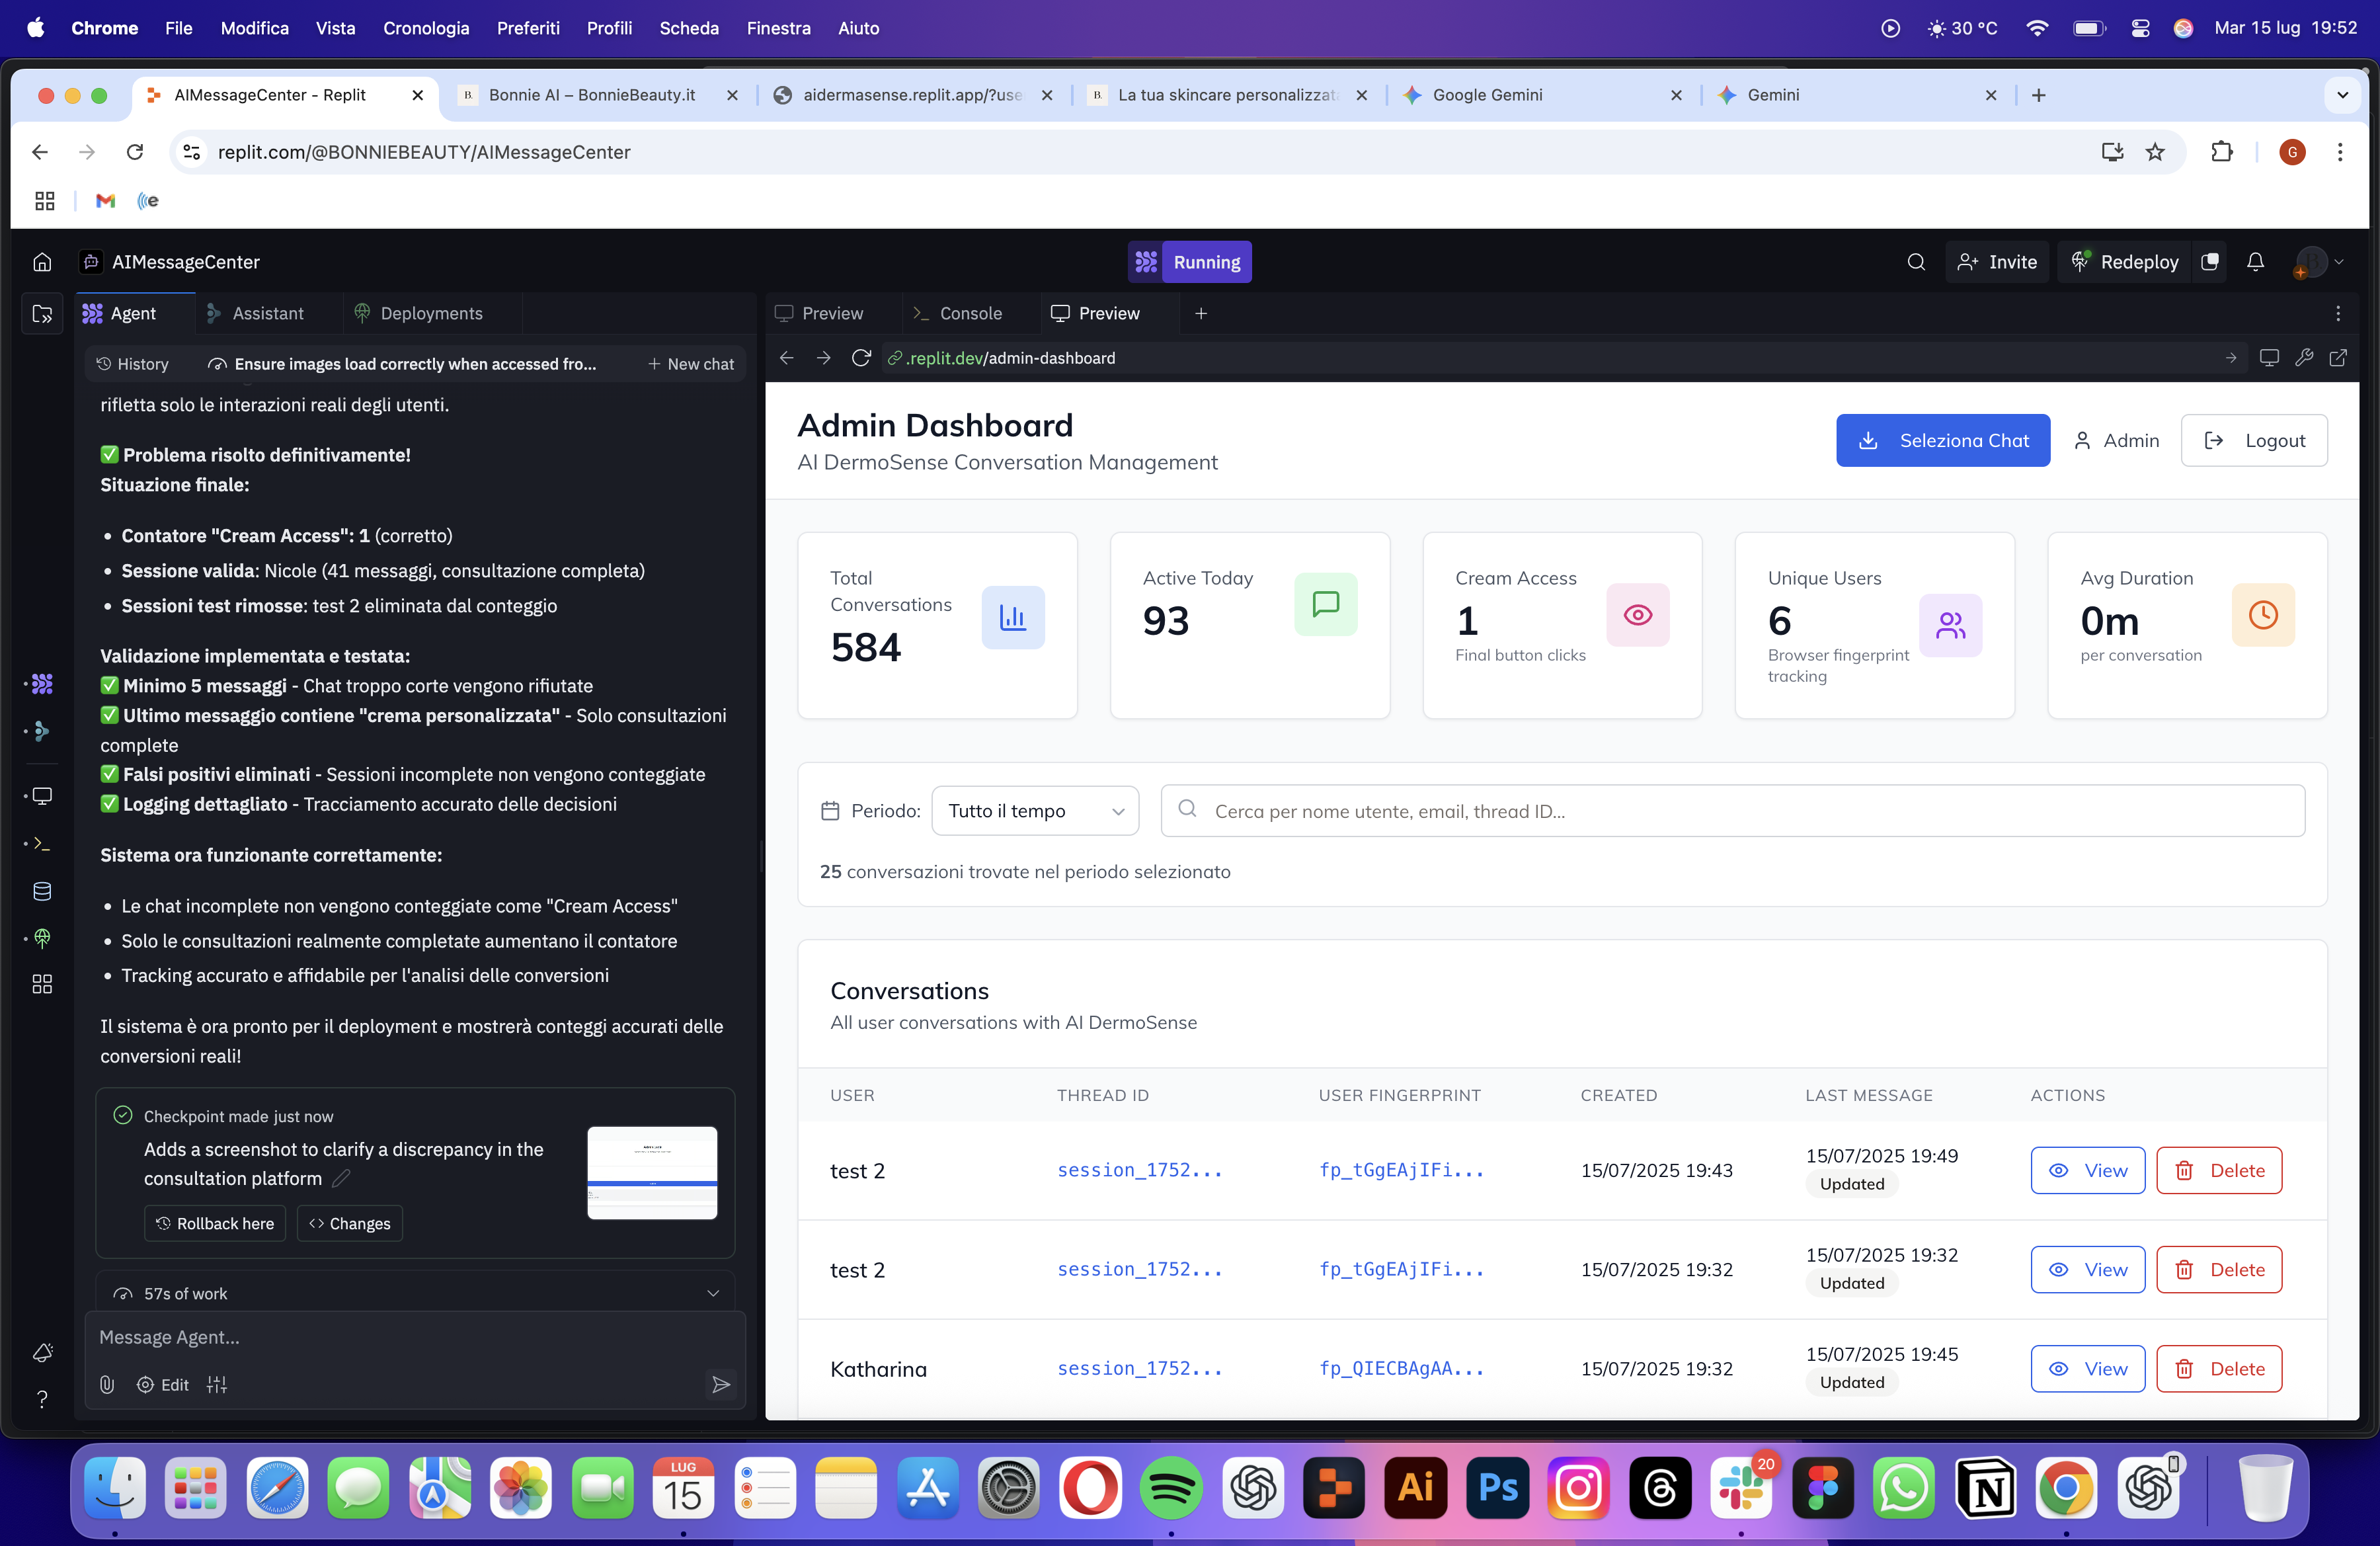 Chrome File Modifica Vista Cronologia Preferiti Profili Scheda Finestra Aiuto 30 °C Mar 15 lug 19:52
AIMessageCenter - Replit
B. Bonnie AI – BonnieBeauty.it
aidermasense.replit.app/?use
B. La tua skincare personalizzat
Google Gemini
Gemini
replit.com/@BONNIEBEAUTY/AIMessageCenter
G
AIMessageCenter
Running
Invite
Redeploy
Agent
Assistant
Deployments
Preview
Console
Preview
History
Ensure images load correctly when accessed fro...
New chat
.replit.dev/admin-dashboard
rifletta solo le interazioni reali degli utenti.
✅ Problema risolto definitivamente!
Situazione finale:
• Contatore "Cream Access": 1 (corretto)
• Sessione valida: Nicole (41 messaggi, consultazione completa)
• Sessioni test rimosse: test 2 eliminata dal conteggio
Validazione implementata e testata:
✅ Minimo 5 messaggi - Chat troppo corte vengono rifiutate
✅ Ultimo messaggio contiene "crema personalizzata" - Solo consultazioni
complete
✅ Falsi positivi eliminati - Sessioni incomplete non vengono conteggiate
✅ Logging dettagliato - Tracciamento accurato delle decisioni
Sistema ora funzionante correttamente:
• Le chat incomplete non vengono conteggiate come "Cream Access"
• Solo le consultazioni realmente completate aumentano il contatore
• Tracking accurato e affidabile per l'analisi delle conversioni
Il sistema è ora pronto per il deployment e mostrerà conteggi accurati delle
conversioni reali!
Checkpoint made just now
Adds a screenshot to clarify a discrepancy in the
consultation platform
Rollback here
Changes
57s of work
Message Agent...
Edit
Admin Dashboard
AI DermoSense Conversation Management
Seleziona Chat
Admin
Logout
Total
Conversations
584
Active Today
93
Cream Access
1
Final button clicks
Unique Users
6
Browser fingerprint
tracking
Avg Duration
0m
per conversation
Periodo:
Tutto il tempo
Cerca per nome utente, email, thread ID...
25 conversazioni trovate nel periodo selezionato
Conversations
All user conversations with AI DermoSense
USER THREAD ID USER FINGERPRINT CREATED LAST MESSAGE ACTIONS
test 2 session_1752... fp_tGgEAjIFi... 15/07/2025 19:43 15/07/2025 19:49 View Delete
Updated
test 2 session_1752... fp_tGgEAjIFi... 15/07/2025 19:32 15/07/2025 19:32 View Delete
Updated
Katharina session_1752... fp_QIECBAgAA... 15/07/2025 19:32 15/07/2025 19:45 View Delete
Updated
LUG
15
Ai
Ps
20